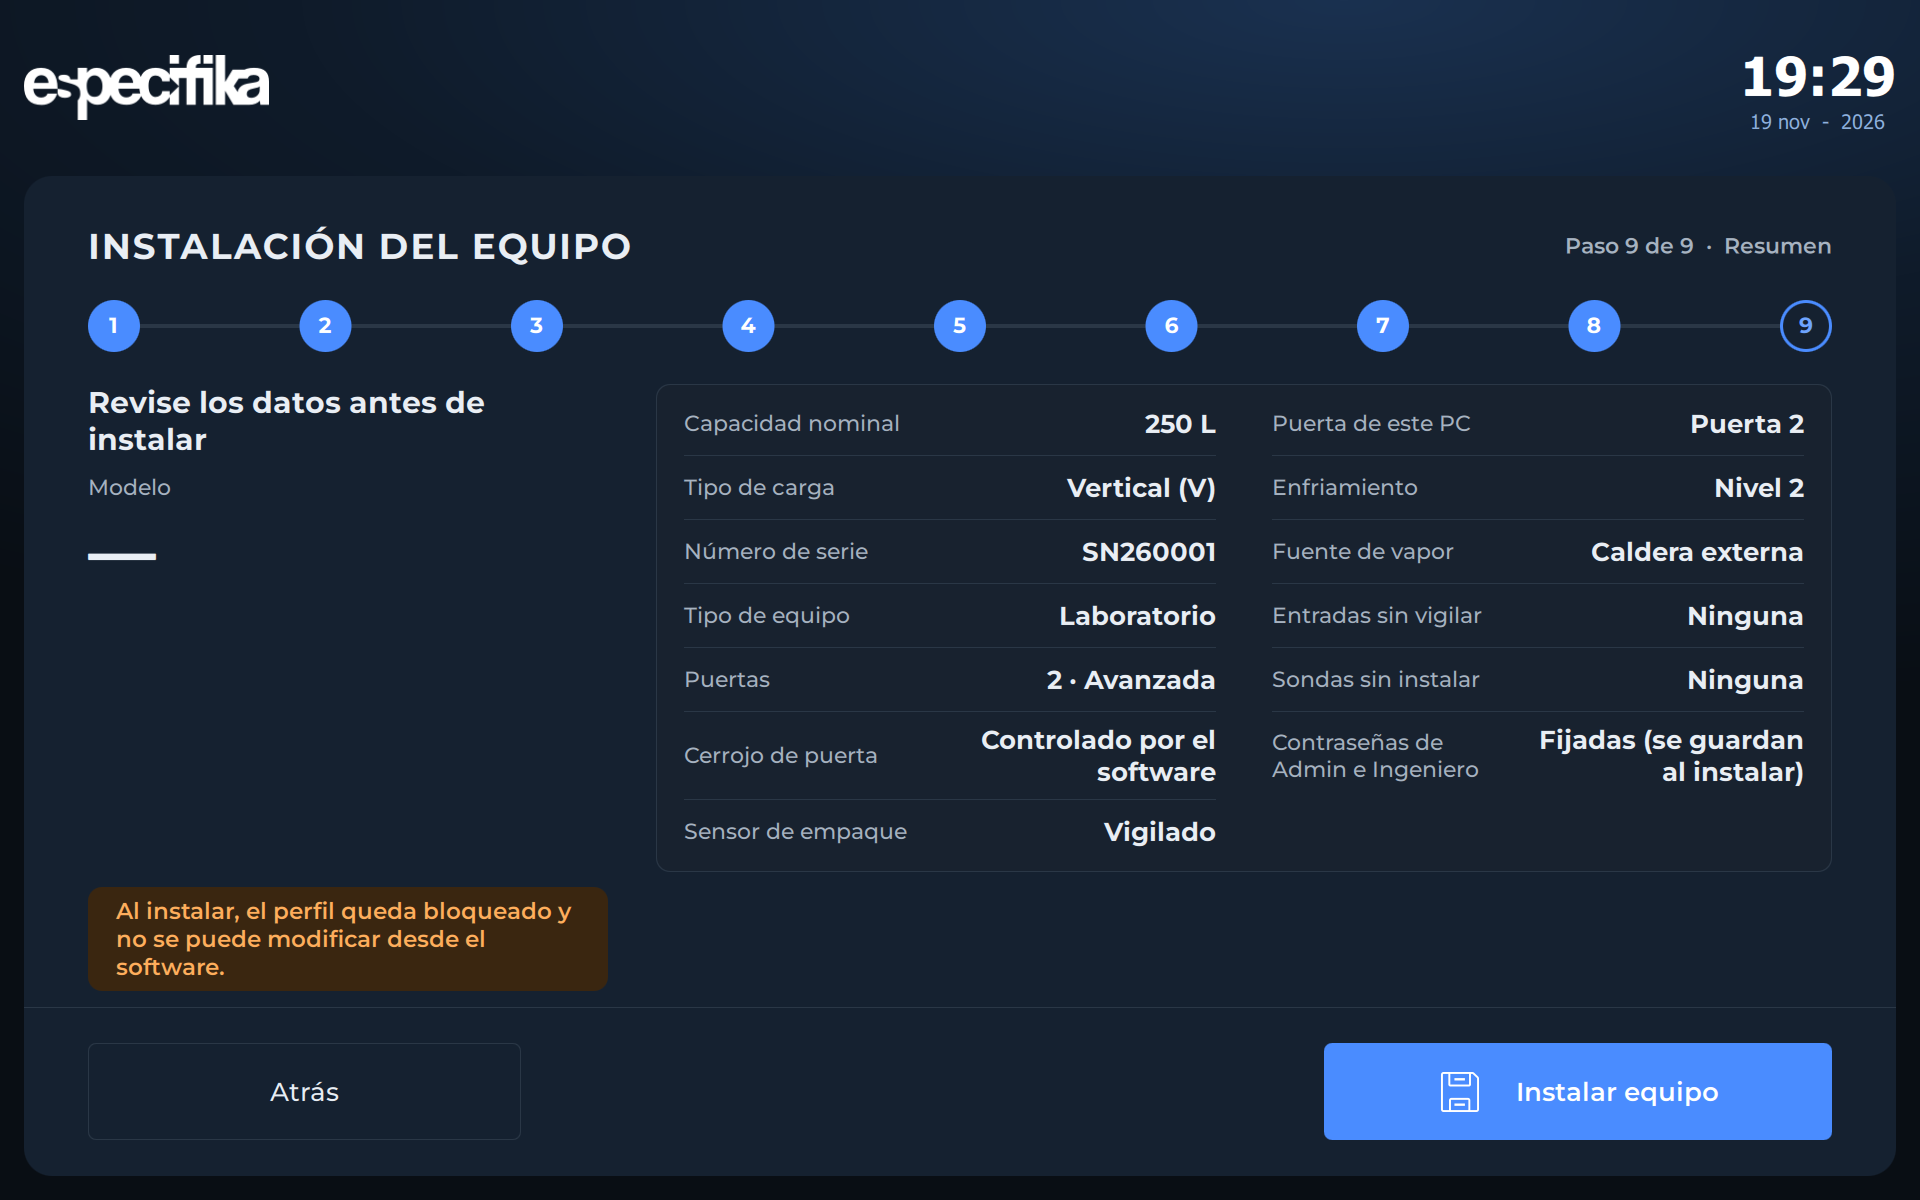 especifika
19:29
19 nov - 2026
INSTALACIÓN DEL EQUIPO
Paso 9 de 9 · Resumen
1 2 3 4 5 6 7 8 9
Revise los datos antes de
instalar
Modelo
—
Capacidad nominal 250 L
Tipo de carga Vertical (V)
Número de serie SN260001
Tipo de equipo Laboratorio
Puertas 2 · Avanzada
Cerrojo de puerta Controlado por el
software
Sensor de empaque Vigilado
Puerta de este PC Puerta 2
Enfriamiento Nivel 2
Fuente de vapor Caldera externa
Entradas sin vigilar Ninguna
Sondas sin instalar Ninguna
Contraseñas de Fijadas (se guardan
Admin e Ingeniero al instalar)
Al instalar, el perfil queda bloqueado y
no se puede modificar desde el
software.
Atrás
Instalar equipo